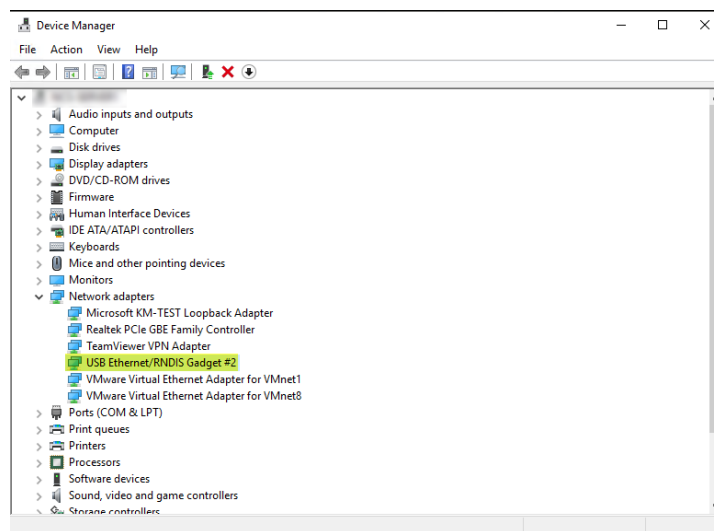 Device Manager
File Action View Help
Audio inputs and outputs
Computer
Disk drives
Display adapters
DVD/CD-ROM drives
Firmware
Human Interface Devices
IDE ATA/ATAPI controllers
Keyboards
Mice and other pointing devices
Monitors
Network adapters
Microsoft KM-TEST Loopback Adapter
Realtek PCIe GBE Family Controller
TeamViewer VPN Adapter
USB Ethernet/RNDIS Gadget #2
VMware Virtual Ethernet Adapter for VMnet1
VMware Virtual Ethernet Adapter for VMnet8
Ports (COM & LPT)
Print queues
Printers
Processors
Software devices
Sound, video and game controllers
Storage controllers